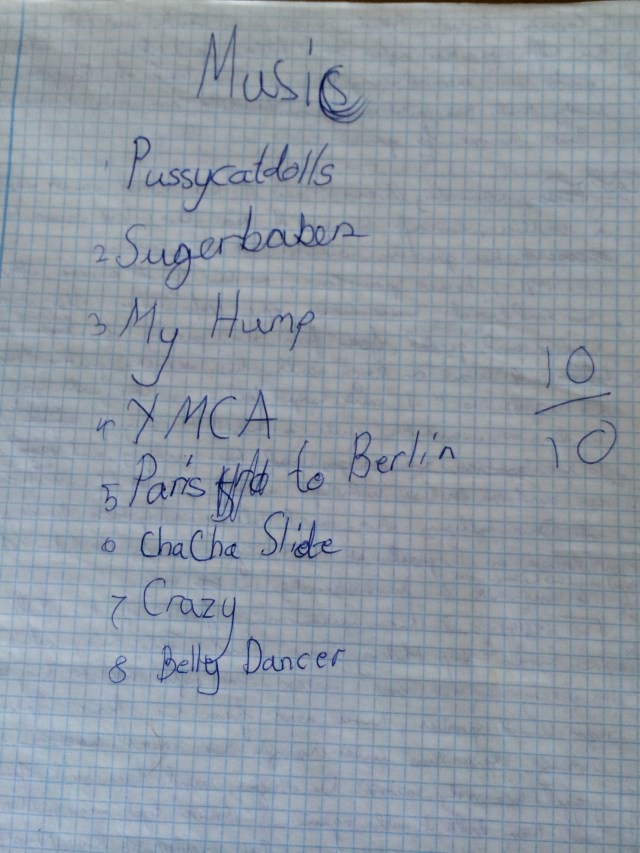 Music
Pussycatdolls
2 Sugerbabes
3 My Hump
4 YMCA
5 Paris to Berlin
6 ChaCha Slide
7 Crazy
8 Belly Dancer
10
10